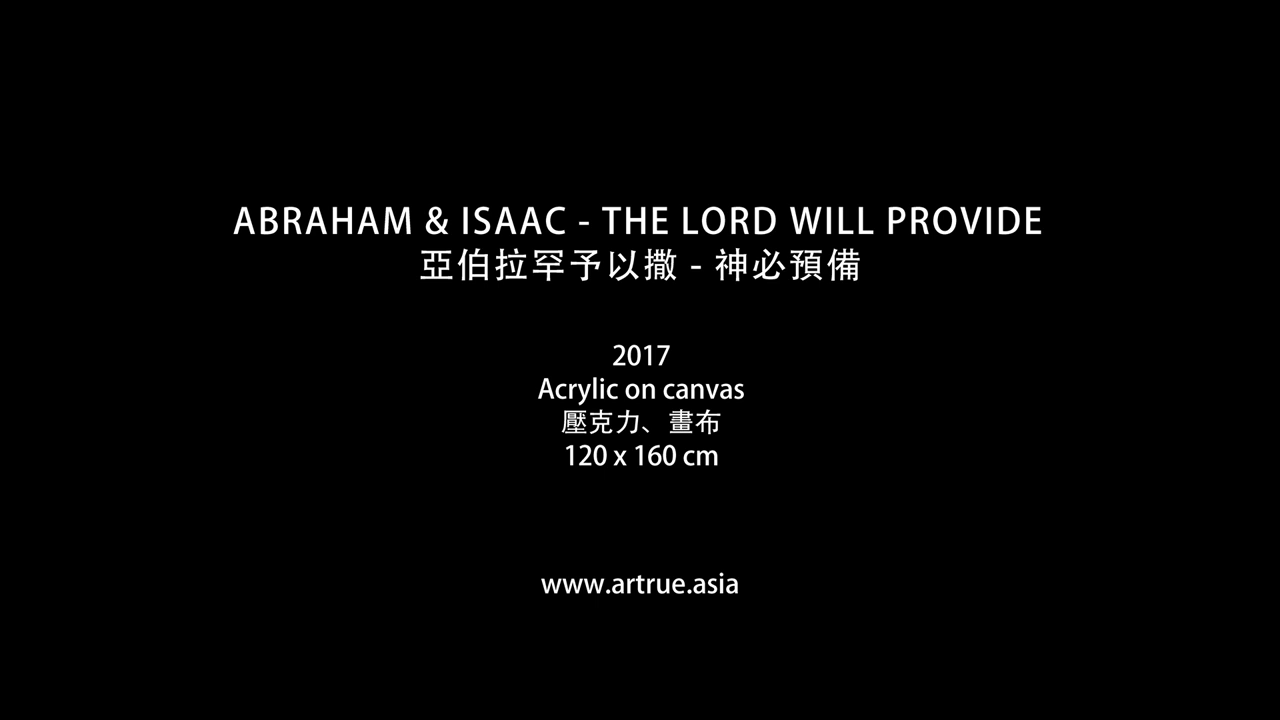 ABRAHAM & ISAAC - THE LORD WILL PROVIDE
亞伯拉罕予以撒 - 神必預備
2017
Acrylic on canvas
壓克力、畫布
120 x 160 cm
www.artrue.asia